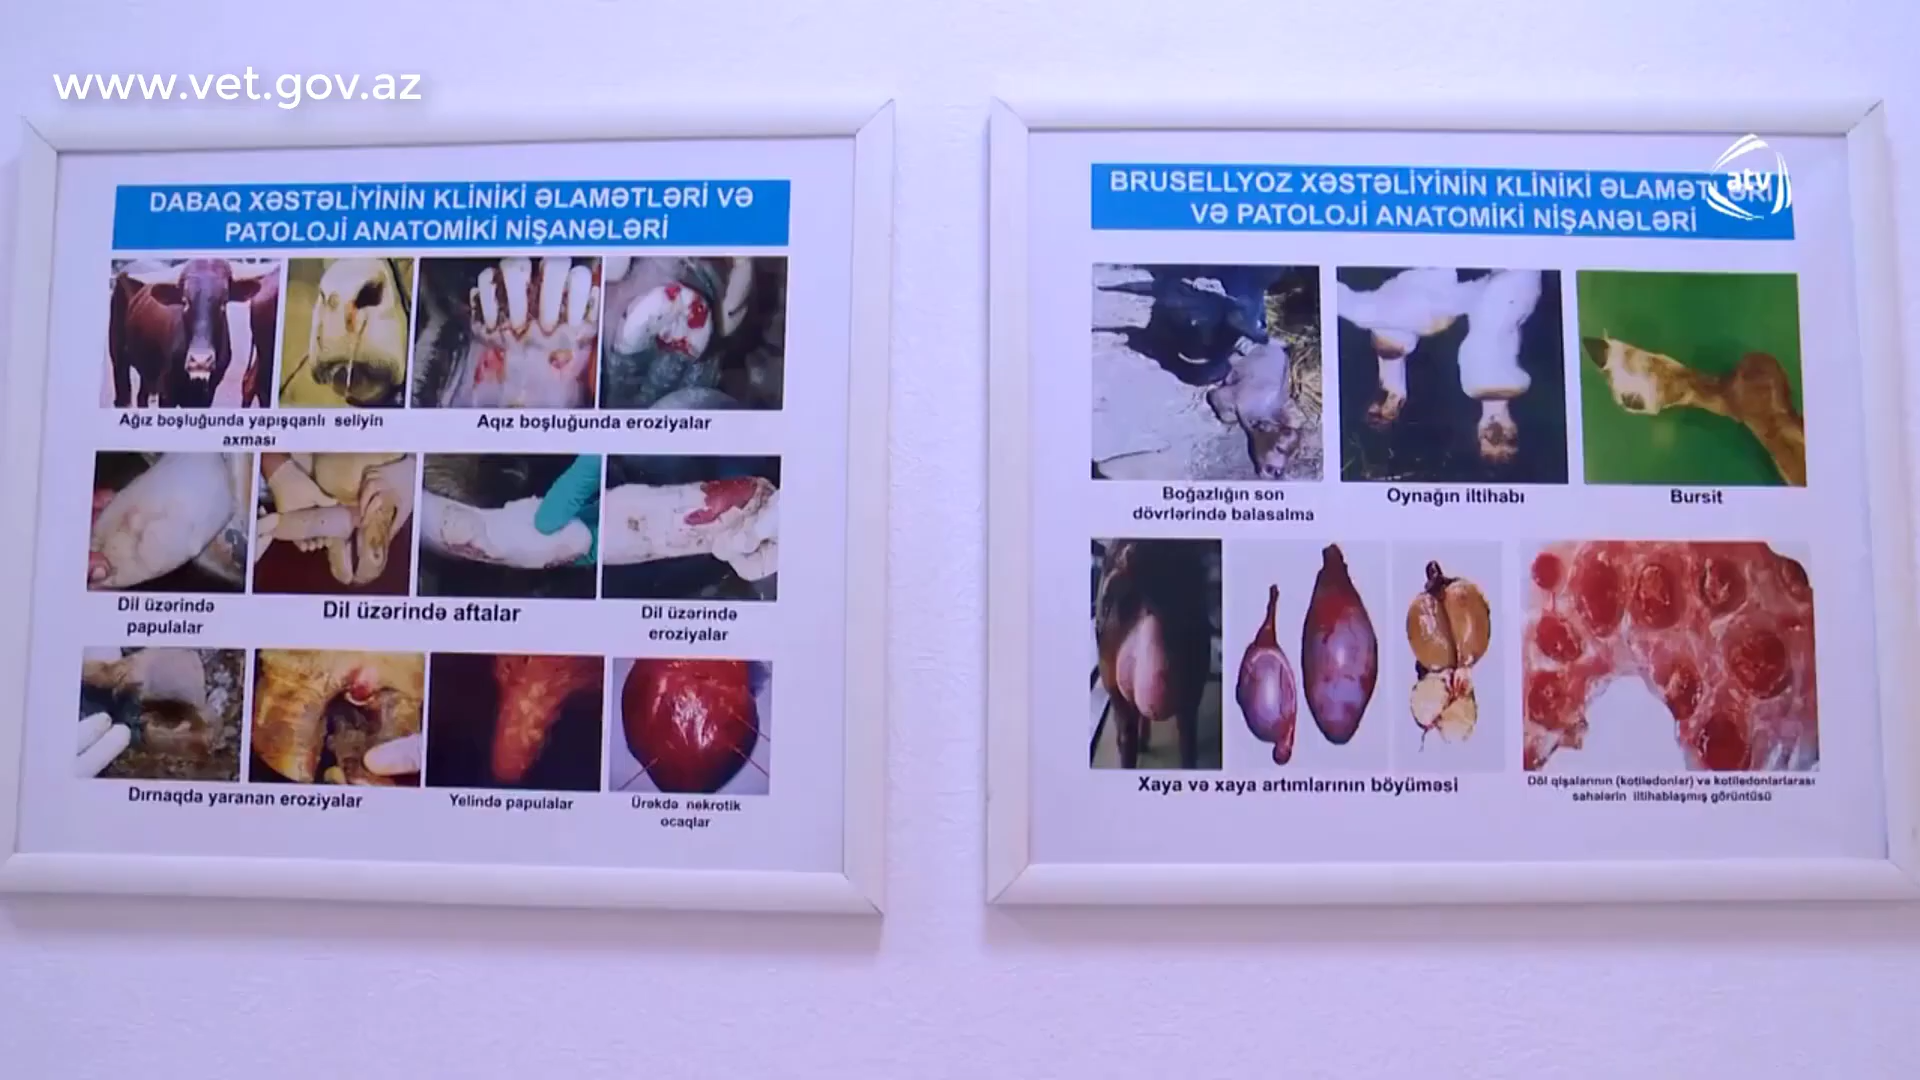 www.vet.gov.az
DABAQ XƏSTƏLİYİNİN KLİNİKİ ƏLAMƏTLƏRİ VƏ
PATOLOJİ ANATOMİKİ NİŞANƏLƏRİ
Ağız boşluğunda yapışqanlı seliyin
axması
Aqız boşluğunda eroziyalar
Dil üzərində
papulalar
Dil üzərində aftalar
Dil üzərində
eroziyalar
Dırnaqda yaranan eroziyalar
Yelində papulalar
Ürəkdə nekrotik
ocaqlar
BRUSELLYOZ XƏSTƏLİYİNİN KLİNİKİ ƏLAMƏTLƏRİ
VƏ PATOLOJİ ANATOMİKİ NİŞANƏLƏRİ
atv
Boğazlığın son
dövrlərində balasalma
Oynağın iltihabı
Bursit
Xaya və xaya artımlarının böyüməsi
Döl qişalarının (kotiledonlar) və kotiledonlarlarası
sahələrin iltihablaşmış görüntüsü